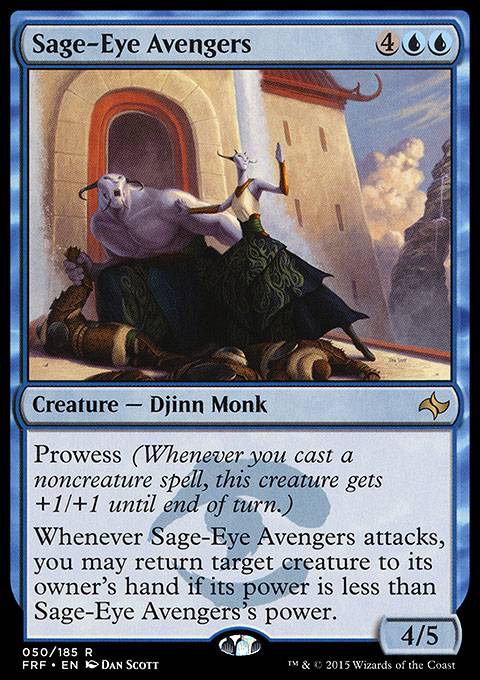 Sage-Eye Avengers 4
Creature — Djinn Monk
Prowess (Whenever you cast a
noncreature spell, this creature gets
+1/+1 until end of turn.)
Whenever Sage-Eye Avengers attacks,
you may return target creature to its
owner's hand if its power is less than
Sage-Eye Avengers's power.
4/5
050/185 R
FRF • EN Dan Scott
™ & © 2015 Wizards of the Coast